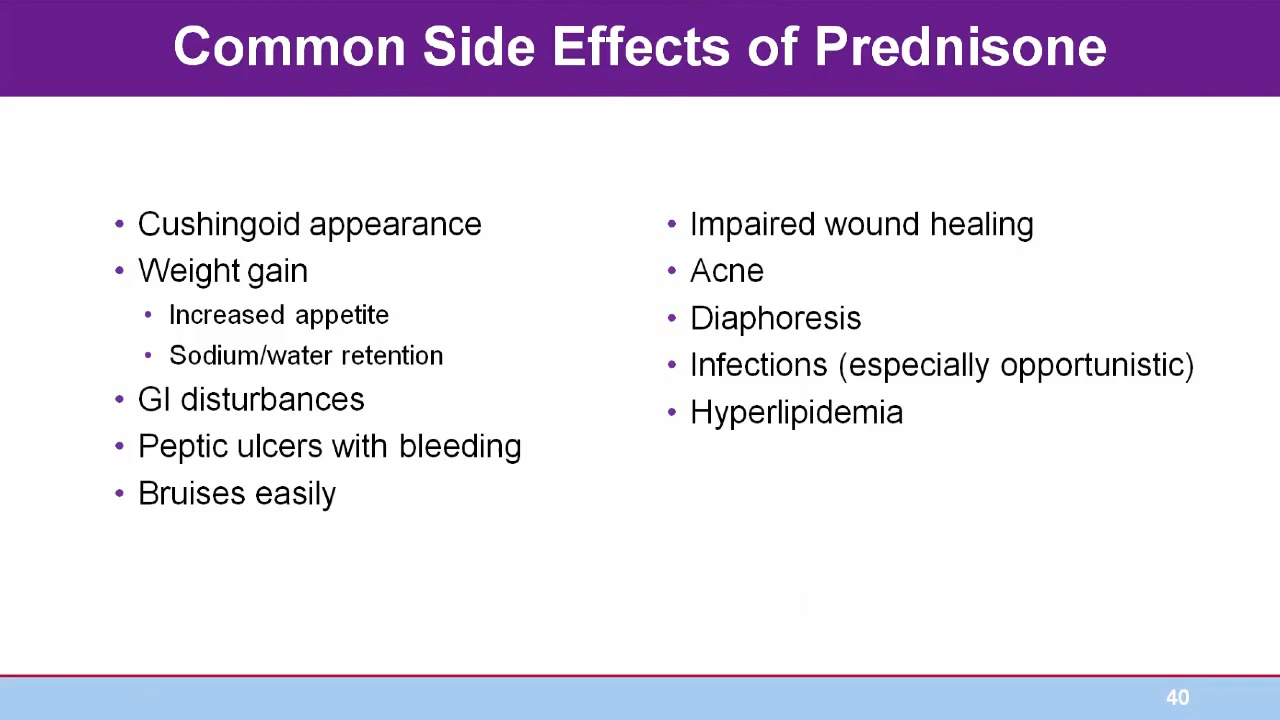 Common Side Effects of Prednisone
• Cushingoid appearance
• Weight gain
• Increased appetite
• Sodium/water retention
• GI disturbances
• Peptic ulcers with bleeding
• Bruises easily
• Impaired wound healing
• Acne
• Diaphoresis
• Infections (especially opportunistic)
• Hyperlipidemia
40